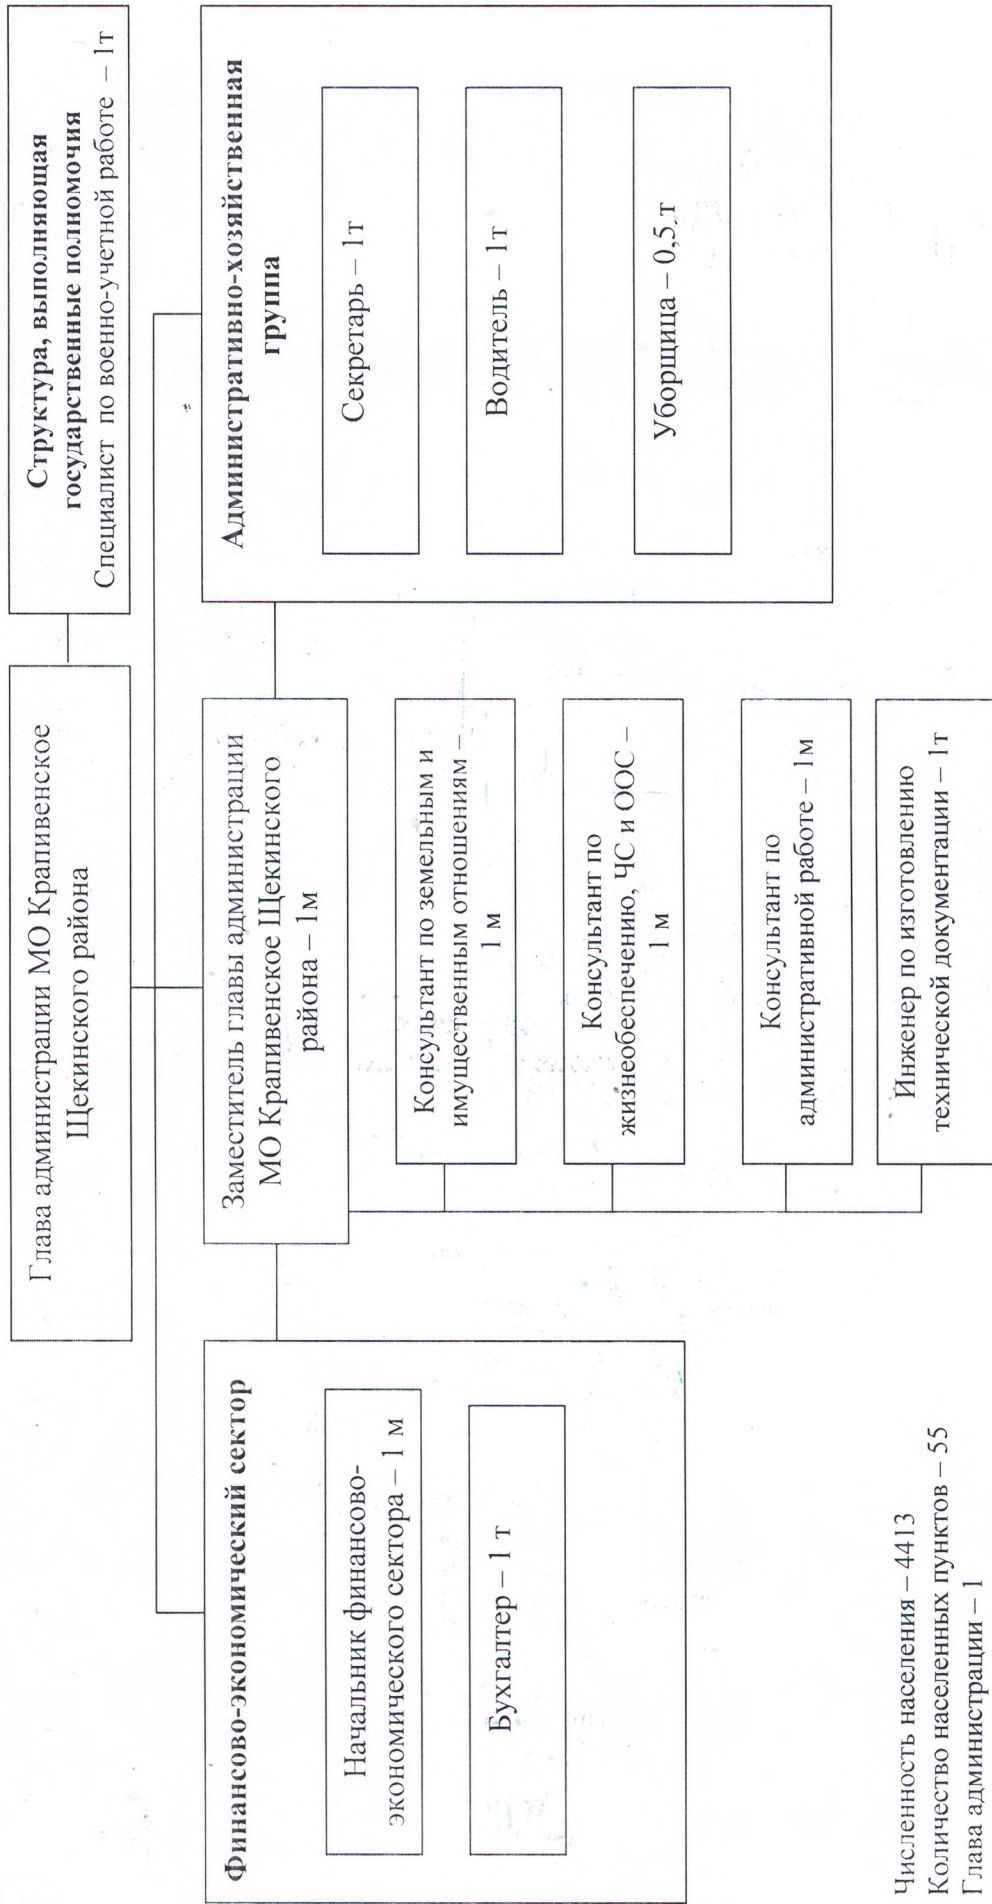 Глава администрации МО Крапивенское
Щекинского района
Структура, выполняющая
государственные полномочия
Специалист по военно-учетной работе – 1т
Финансово-экономический сектор
Начальник финансово-
экономического сектора – 1 м
Бухгалтер – 1 т
Заместитель главы администрации
МО Крапивенское Щекинского
района – 1м
Консультант по земельным и
имущественным отношениям –
1 м
Консультант по
жизнеобеспечению, ЧС и ООС –
1 м
Консультант по
административной работе – 1м
Инженер по изготовлению
технической документации – 1т
Административно-хозяйственная
группа
Секретарь – 1т
Водитель – 1т
Уборщица – 0,5 т
Численность населения – 4413
Количество населенных пунктов – 55
Глава администрации – 1